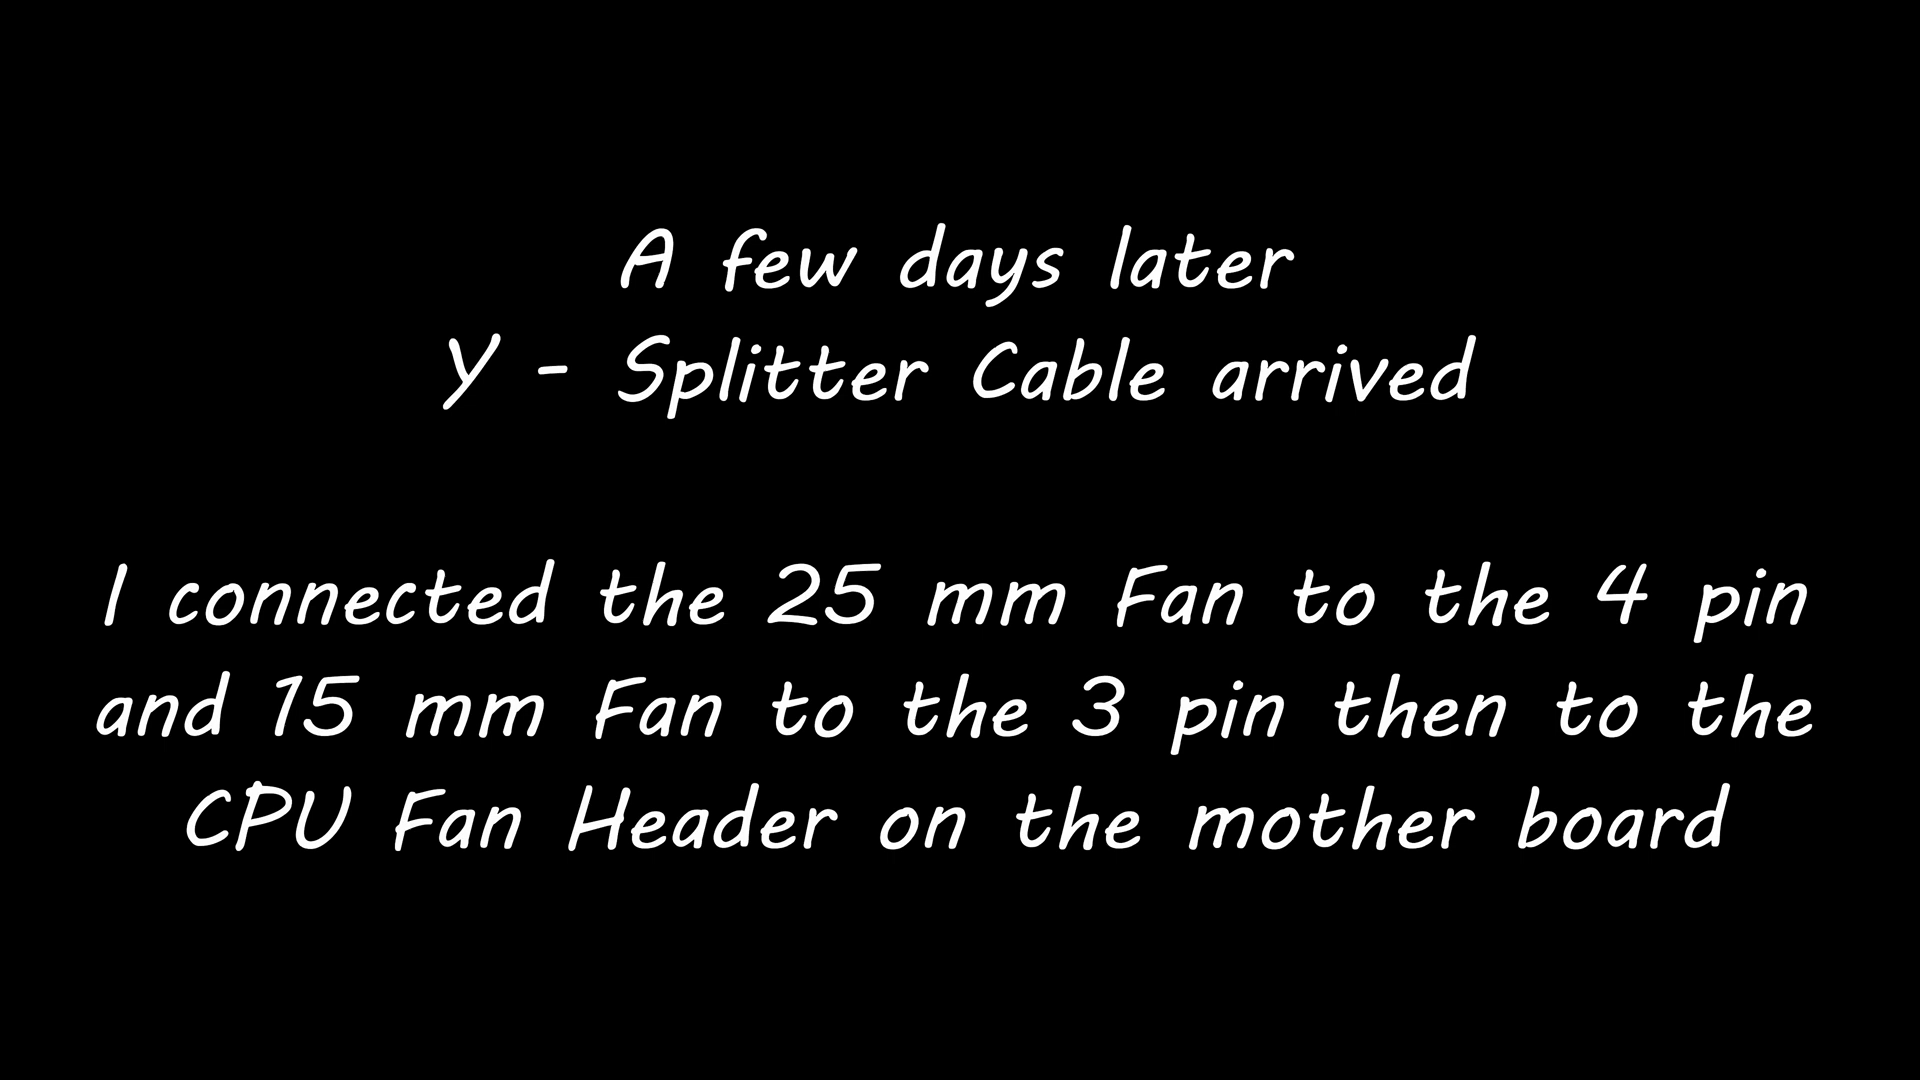 A few days later
Y - Splitter Cable arrived
I connected the 25 mm Fan to the 4 pin
and 15 mm Fan to the 3 pin then to the
CPU Fan Header on the mother board